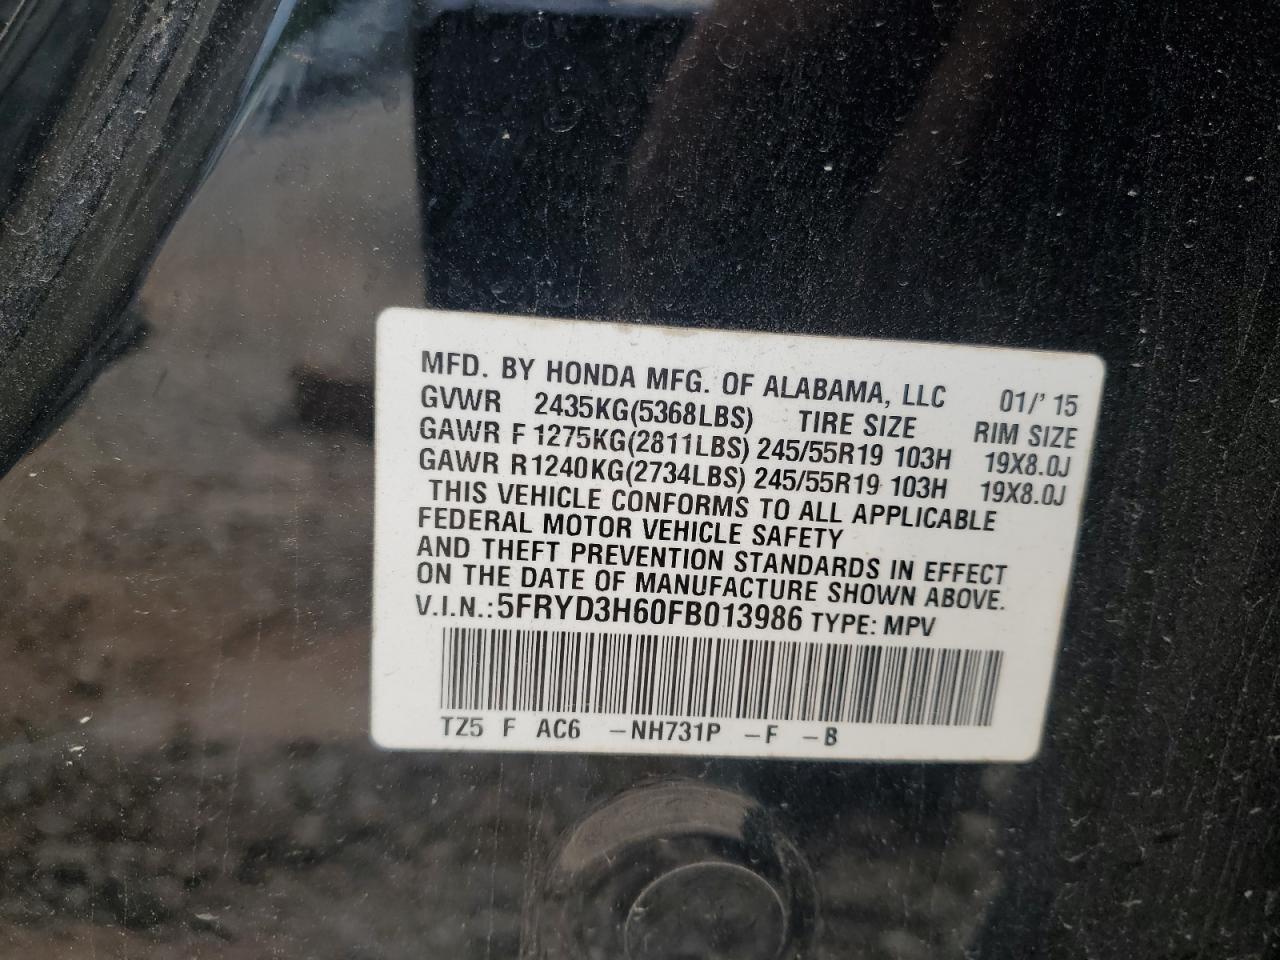 MFD. BY HONDA MFG. OF ALABAMA, LLC 01/' 15
GVWR 2435KG(5368LBS) TIRE SIZE RIM SIZE
GAWR F 1275KG(2811LBS) 245/55R19 103H 19X8.0J
GAWR R1240KG(2734LBS) 245/55R19 103H 19X8.0J
THIS VEHICLE CONFORMS TO ALL APPLICABLE
FEDERAL MOTOR VEHICLE SAFETY
AND THEFT PREVENTION STANDARDS IN EFFECT
ON THE DATE OF MANUFACTURE SHOWN ABOVE.
V.I.N.: 5FRYD3H60FB013986 TYPE: MPV
TZ5 F AC6 –NH731P –F –B